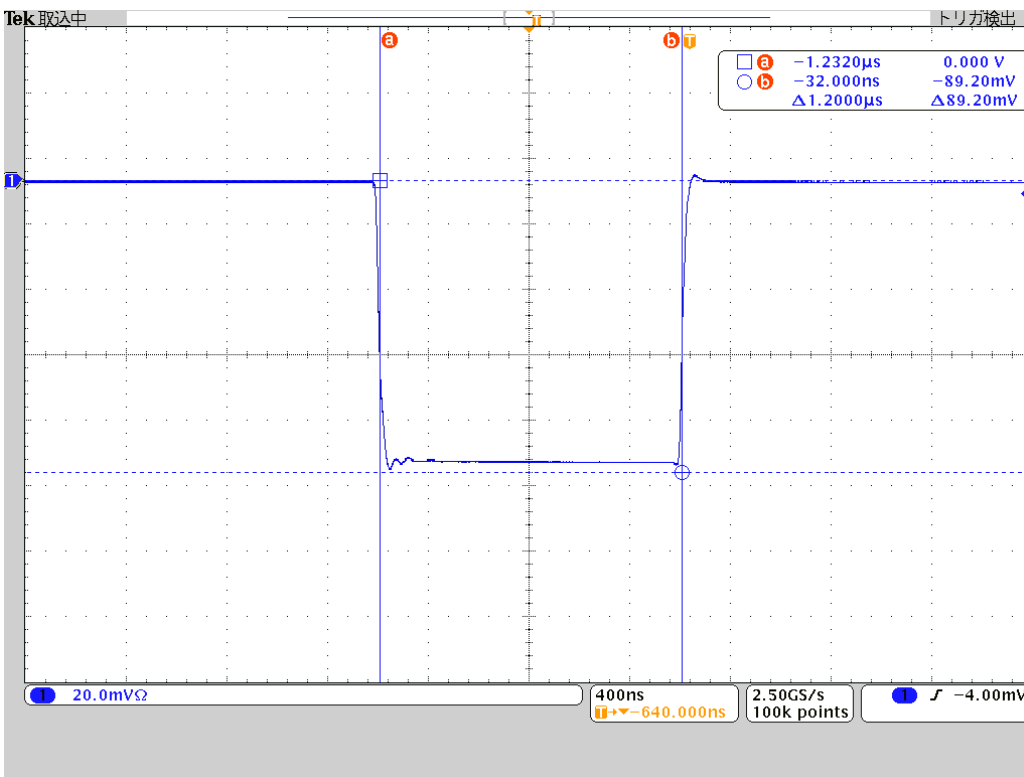 Tek 取込中
T
トリガ検出
a
b T
a −1.2320µs 0.000 V
b −32.000ns −89.20mV
Δ1.2000µs Δ89.20mV
1
1 20.0mVΩ
400ns
T→▼−640.000ns
2.50GS/s
100k points
1 −4.00mV